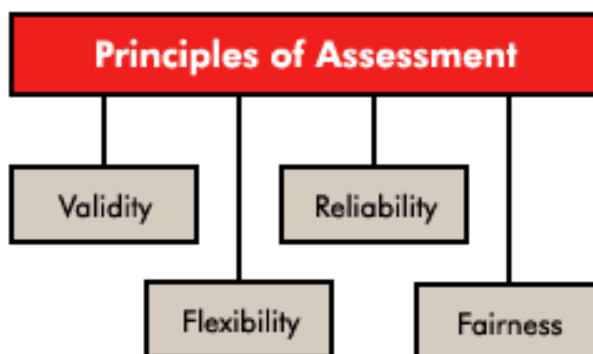 Principles of Assessment
Validity
Reliability
Flexibility
Fairness